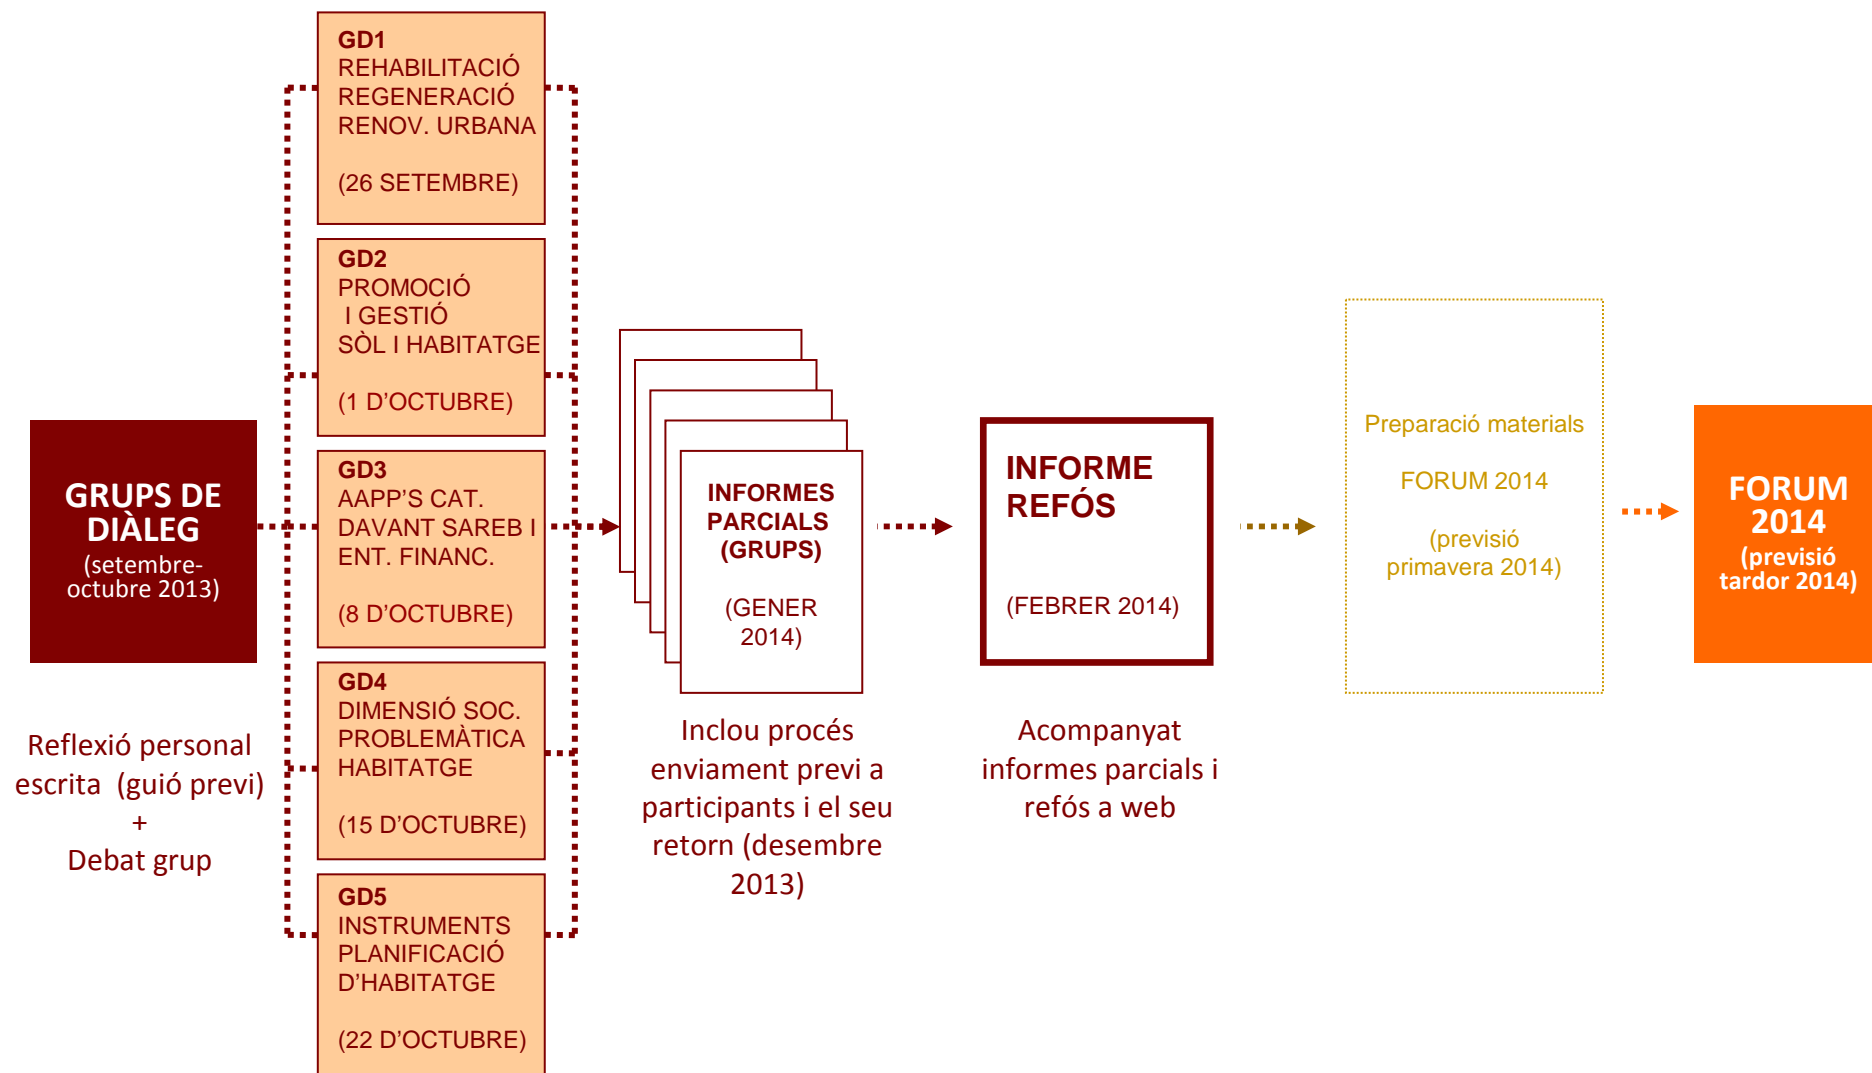 GRUPS DE
DIÀLEG
(setembre-
octubre 2013)
Reflexió personal
escrita (guió previ)
+
Debat grup
GD1
REHABILITACIÓ
REGENERACIÓ
RENOV. URBANA
(26 SETEMBRE)
GD2
PROMOCIÓ
I GESTIÓ
SÒL I HABITATGE
(1 D'OCTUBRE)
GD3
AAPP'S CAT.
DAVANT SAREB I
ENT. FINANC.
(8 D'OCTUBRE)
GD4
DIMENSIÓ SOC.
PROBLEMÀTICA
HABITATGE
(15 D'OCTUBRE)
GD5
INSTRUMENTS
PLANIFICACIÓ
D'HABITATGE
(22 D'OCTUBRE)
INFORMES
PARCIALS
(GRUPS)
(GENER
2014)
Inclou procés
enviament previ a
participants i el seu
retorn (desembre
2013)
INFORME
REFÓS
(FEBRER 2014)
Acompanyat
informes parcials i
refós a web
Preparació materials
FORUM 2014
(previsió
primavera 2014)
FORUM
2014
(previsió
tardor 2014)